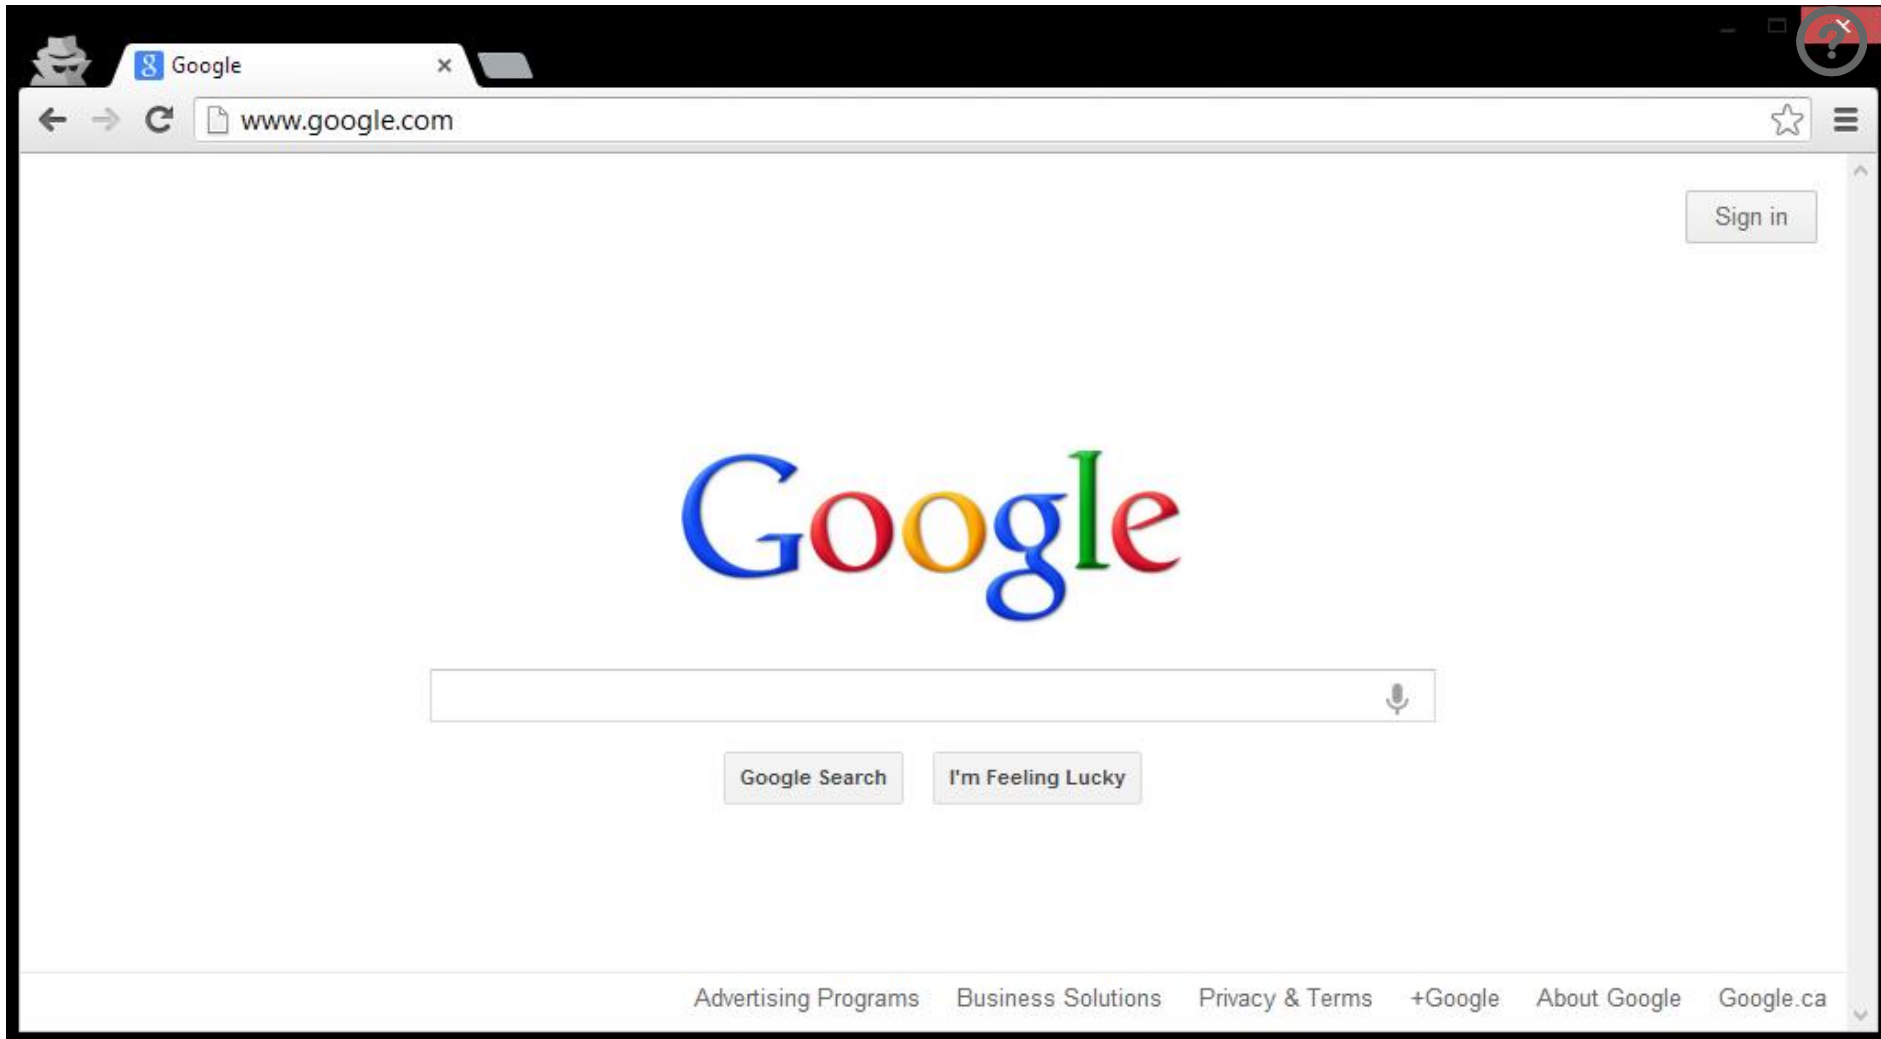 Google
www.google.com
Sign in
Google
Google Search I'm Feeling Lucky
Advertising Programs Business Solutions Privacy & Terms +Google About Google Google.ca